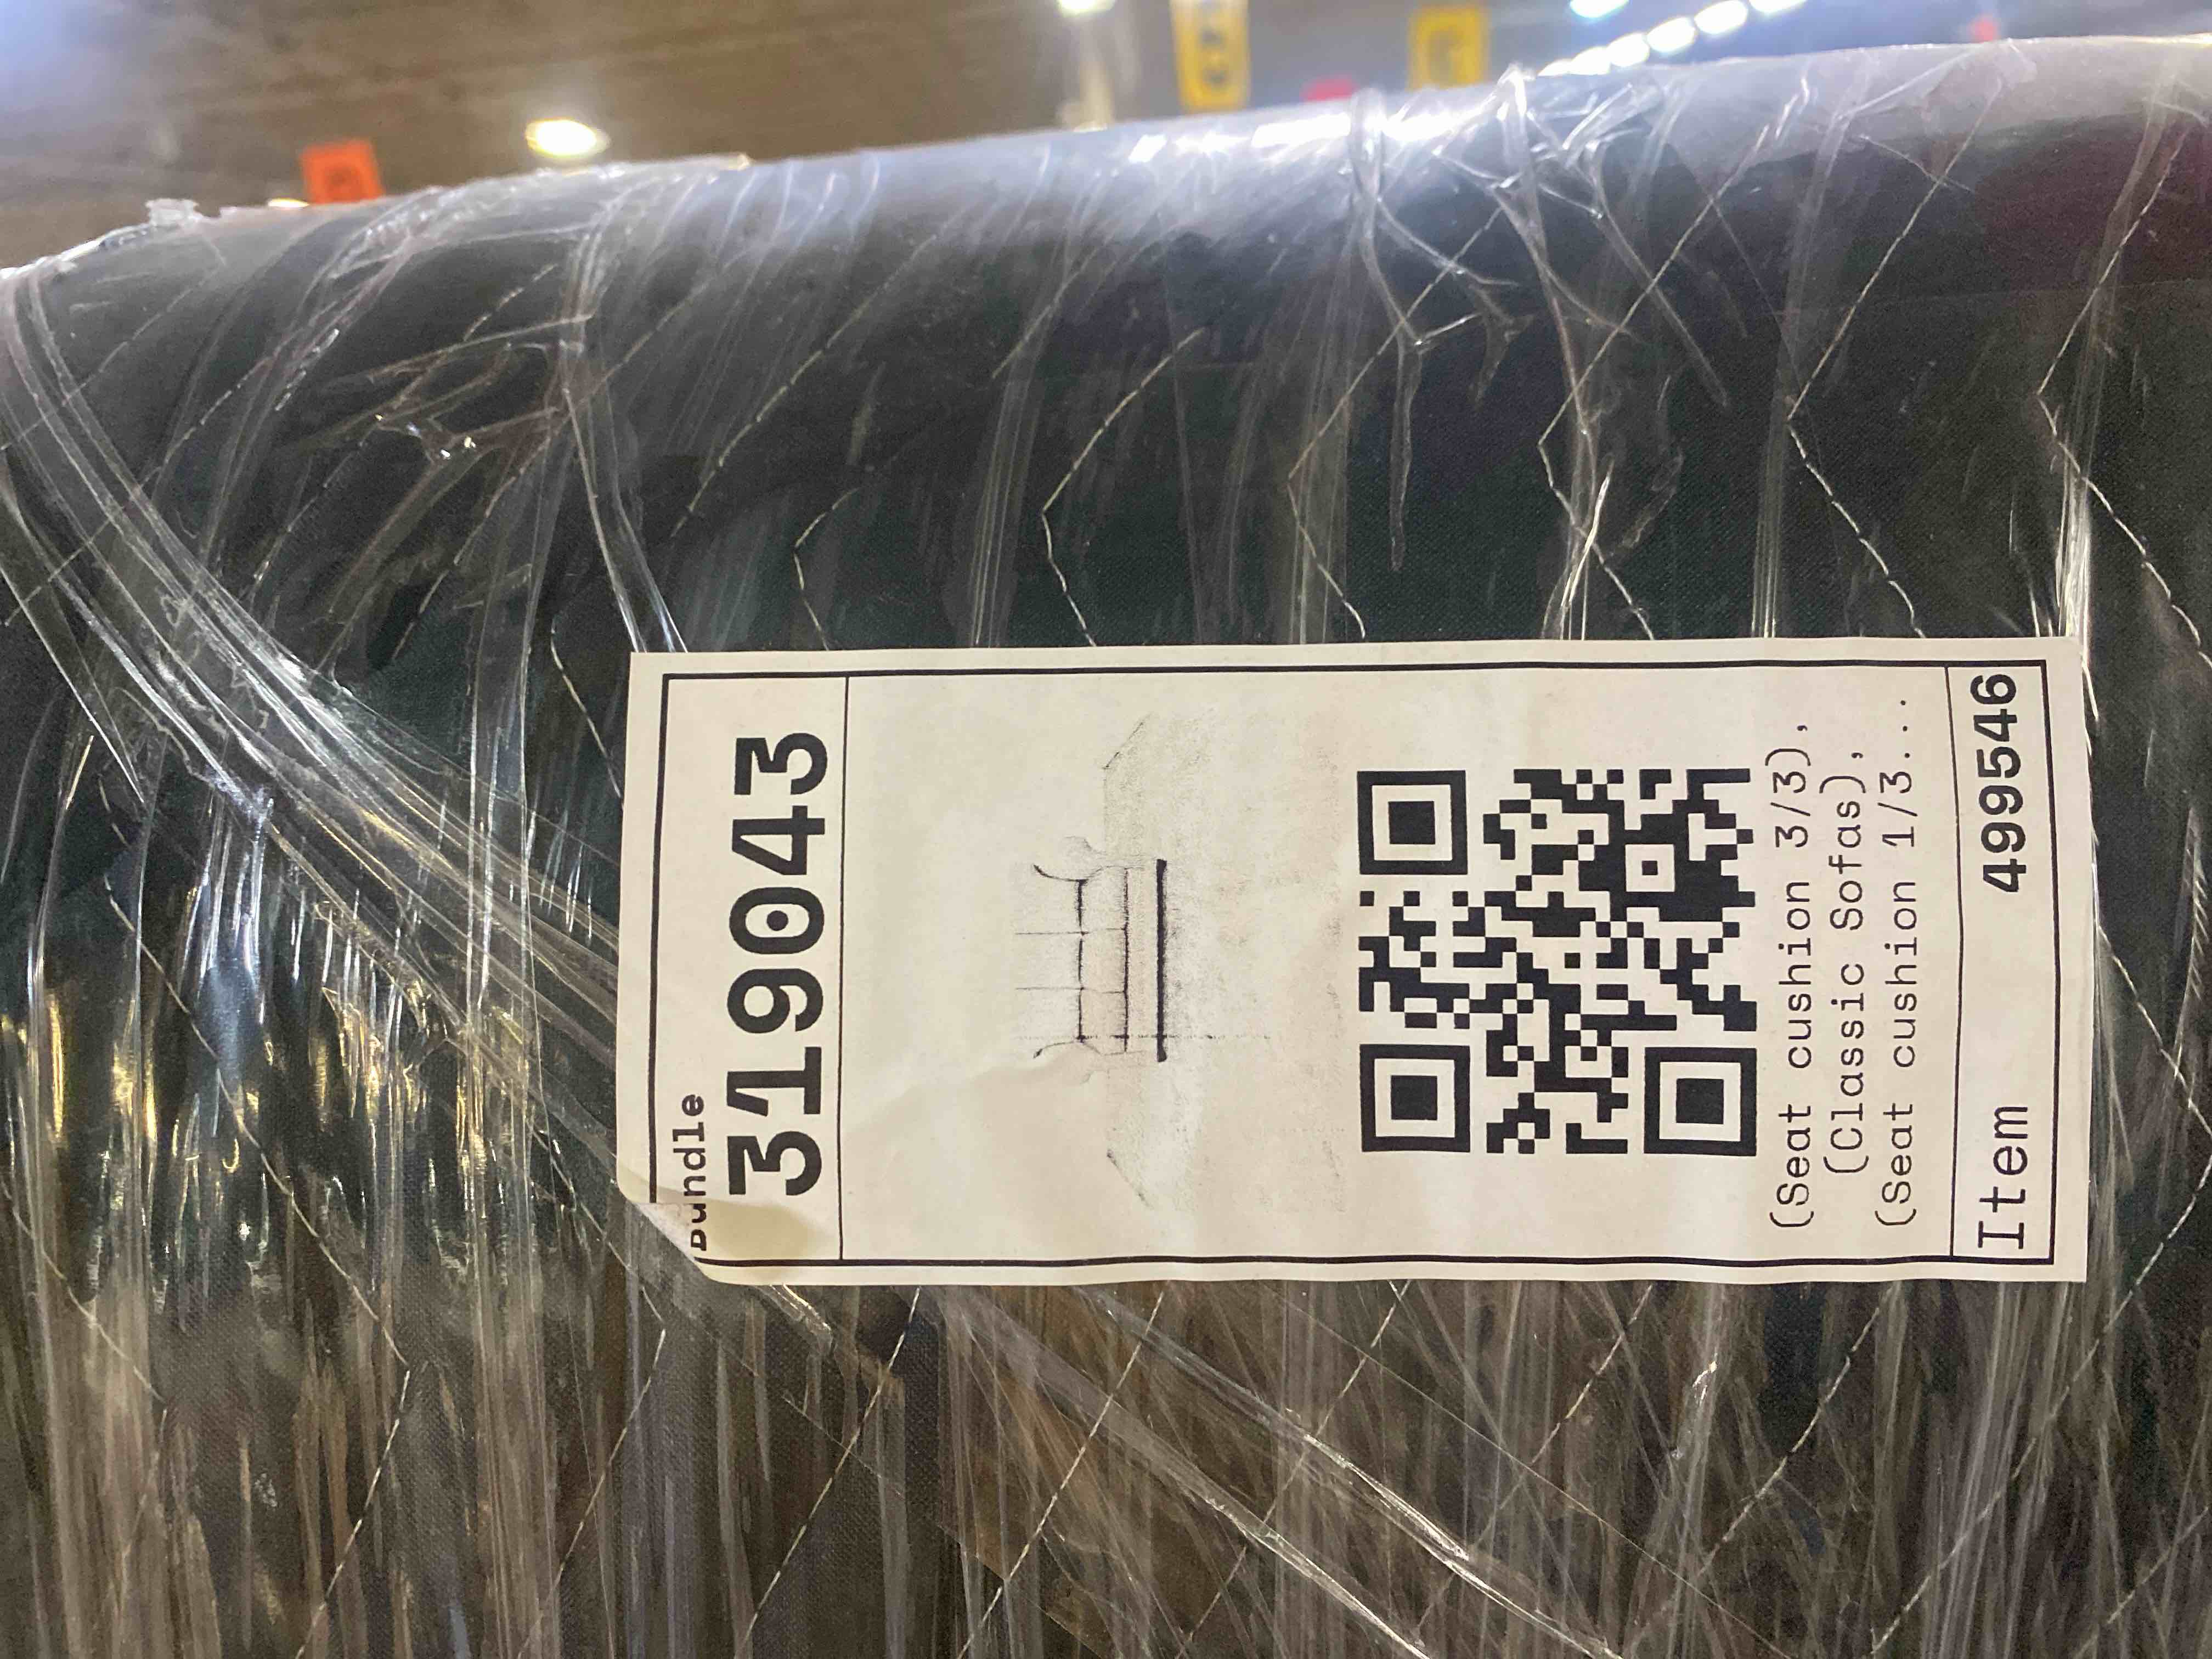 Bundle
319043
(Seat cushion 3/3),
(Classic Sofas),
(Seat cushion 1/3...
Item 499546